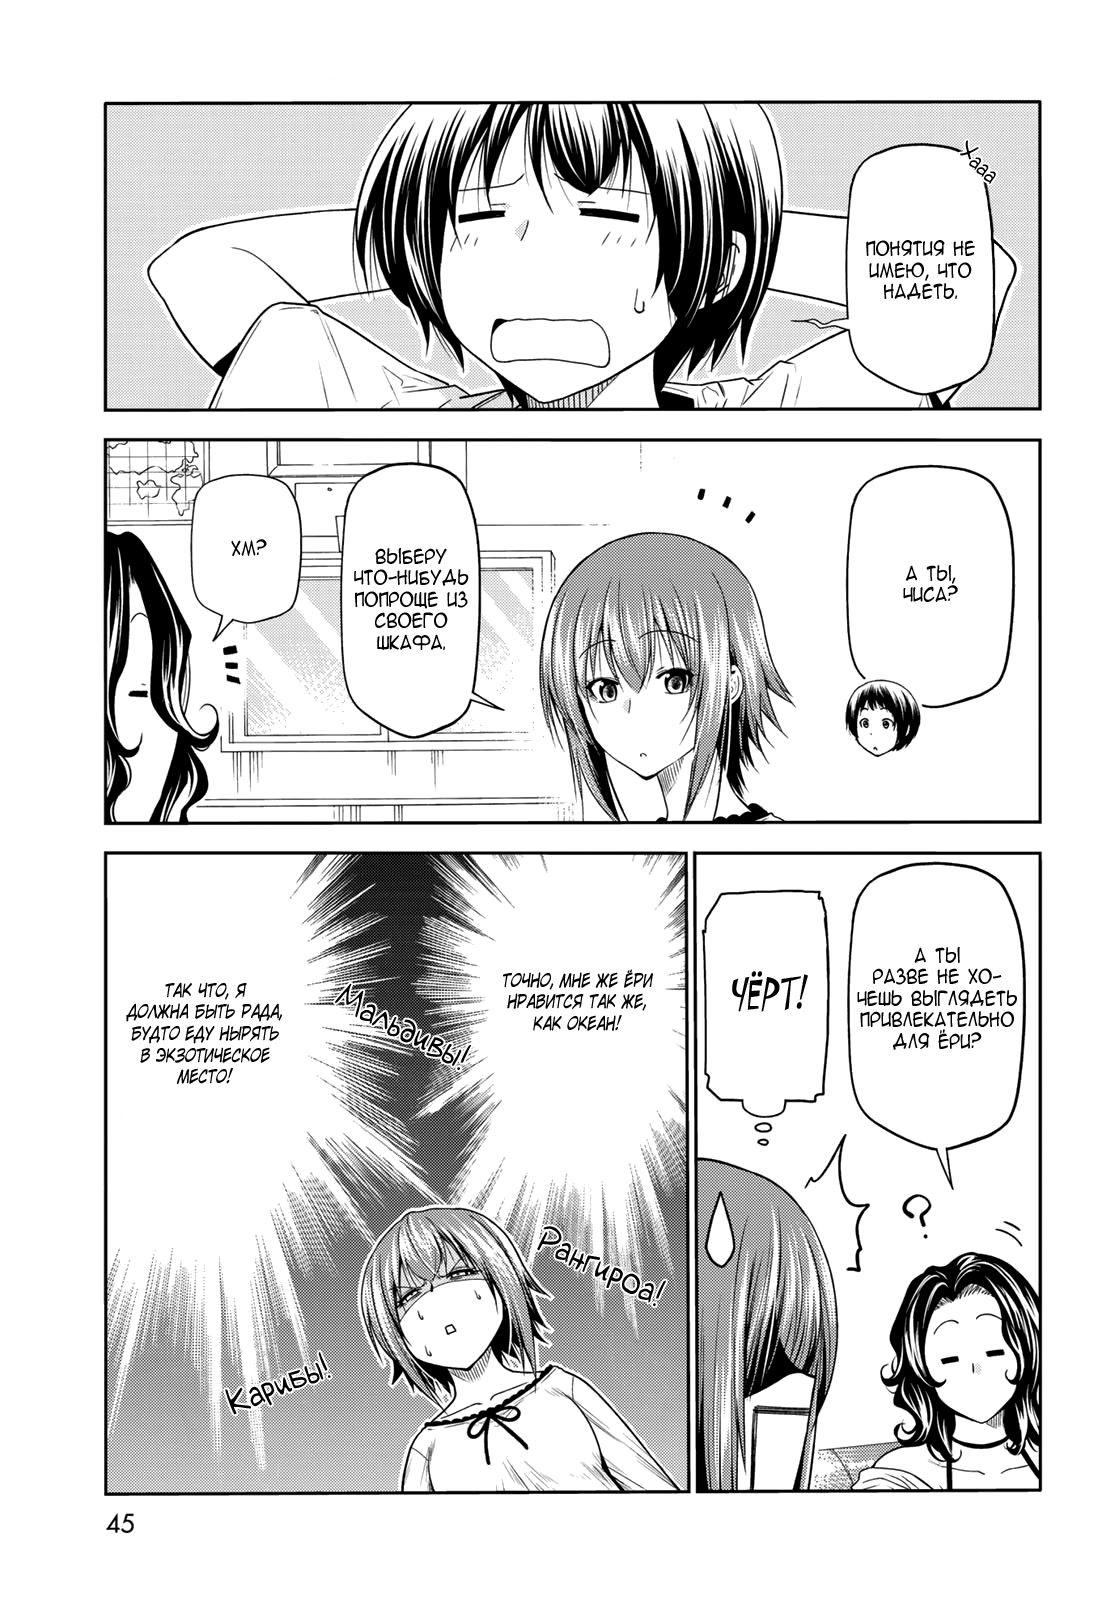 Хааа
ПОНЯТИЯ НЕ
ИМЕЮ, ЧТО
НАДЕТЬ.
А ТЫ,
ЧИСА?
ВЫБЕРУ
ЧТО-НИБУДЬ
ПОПРОЩЕ ИЗ
СВОЕГО
ШКАФА.
ХМ?
А ТЫ
РАЗВЕ НЕ ХО-
ЧЕШЬ ВЫГЛЯДЕТЬ
ПРИВЛЕКАТЕЛЬНО
ДЛЯ ЁРИ?
ЧЁРТ!
?
ТОЧНО, МНЕ ЖЕ ЁРИ
НРАВИТСЯ ТАК ЖЕ,
КАК ОКЕАН!
Мальдивы!
ТАК ЧТО, Я
ДОЛЖНА БЫТЬ РАДА,
БУДТО ЕДУ НЫРЯТЬ
В ЭКЗОТИЧЕСКОЕ
МЕСТО!
Рангироа!
Карибы!
45